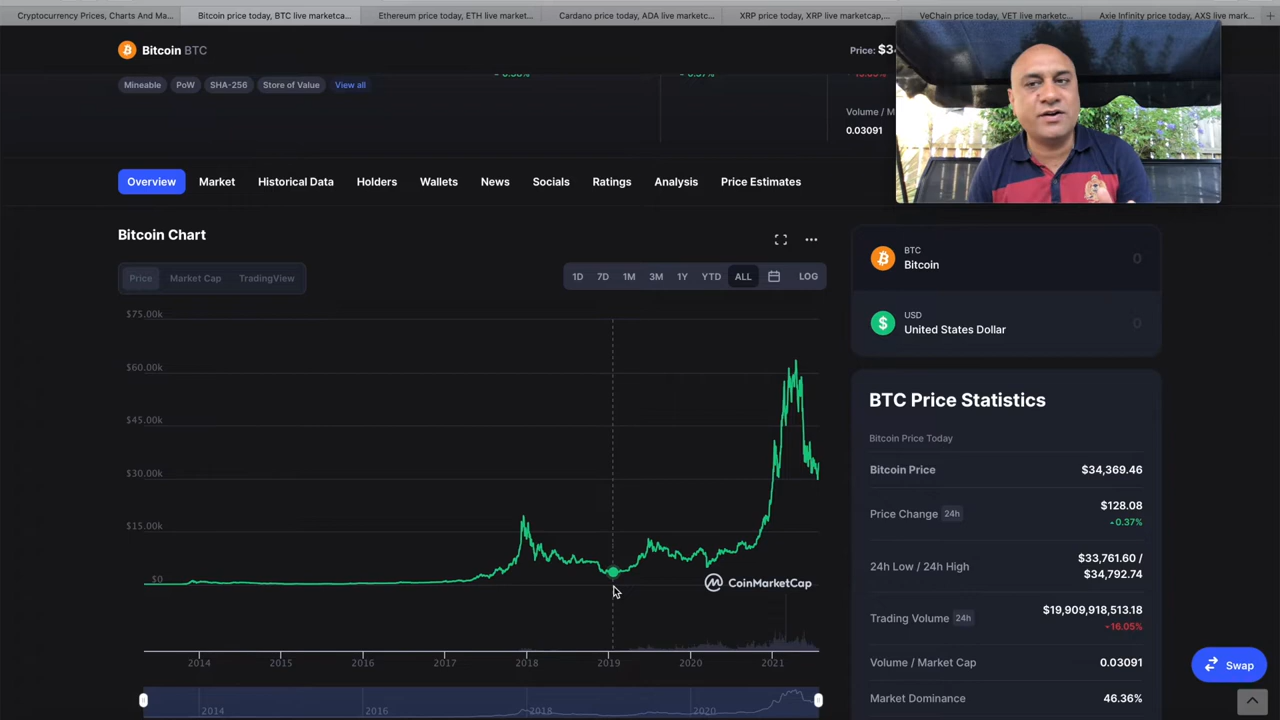 Cryptocurrency Prices, Charts And Ma...
Bitcoin price today, BTC live marketca...
Ethereum price today, ETH live market...
Cardano price today, ADA live marketc...
XRP price today, XRP live marketcap,...
VeChain price today, VET live marketc...
Axie Infinity price today, AXS live mark...
Bitcoin BTC
Price: $3
Mineable
PoW
SHA-256
Store of Value
View all
Volume / M
0.03091
Overview
Market
Historical Data
Holders
Wallets
News
Socials
Ratings
Analysis
Price Estimates
Bitcoin Chart
Price
Market Cap
TradingView
1D
7D
1M
3M
1Y
YTD
ALL
LOG
$75.00k
$60.00k
$45.00k
$30.00k
$15.00k
$0
CoinMarketCap
2014
2015
2016
2017
2018
2019
2020
2021
2014
2016
2018
2020
BTC
Bitcoin
0
USD
United States Dollar
0
BTC Price Statistics
Bitcoin Price Today
Bitcoin Price
$34,369.46
Price Change 24h
$128.08
0.37%
24h Low / 24h High
$33,761.60 /
$34,792.74
Trading Volume 24h
$19,909,918,513.18
16.05%
Volume / Market Cap
0.03091
Market Dominance
46.36%
Swap